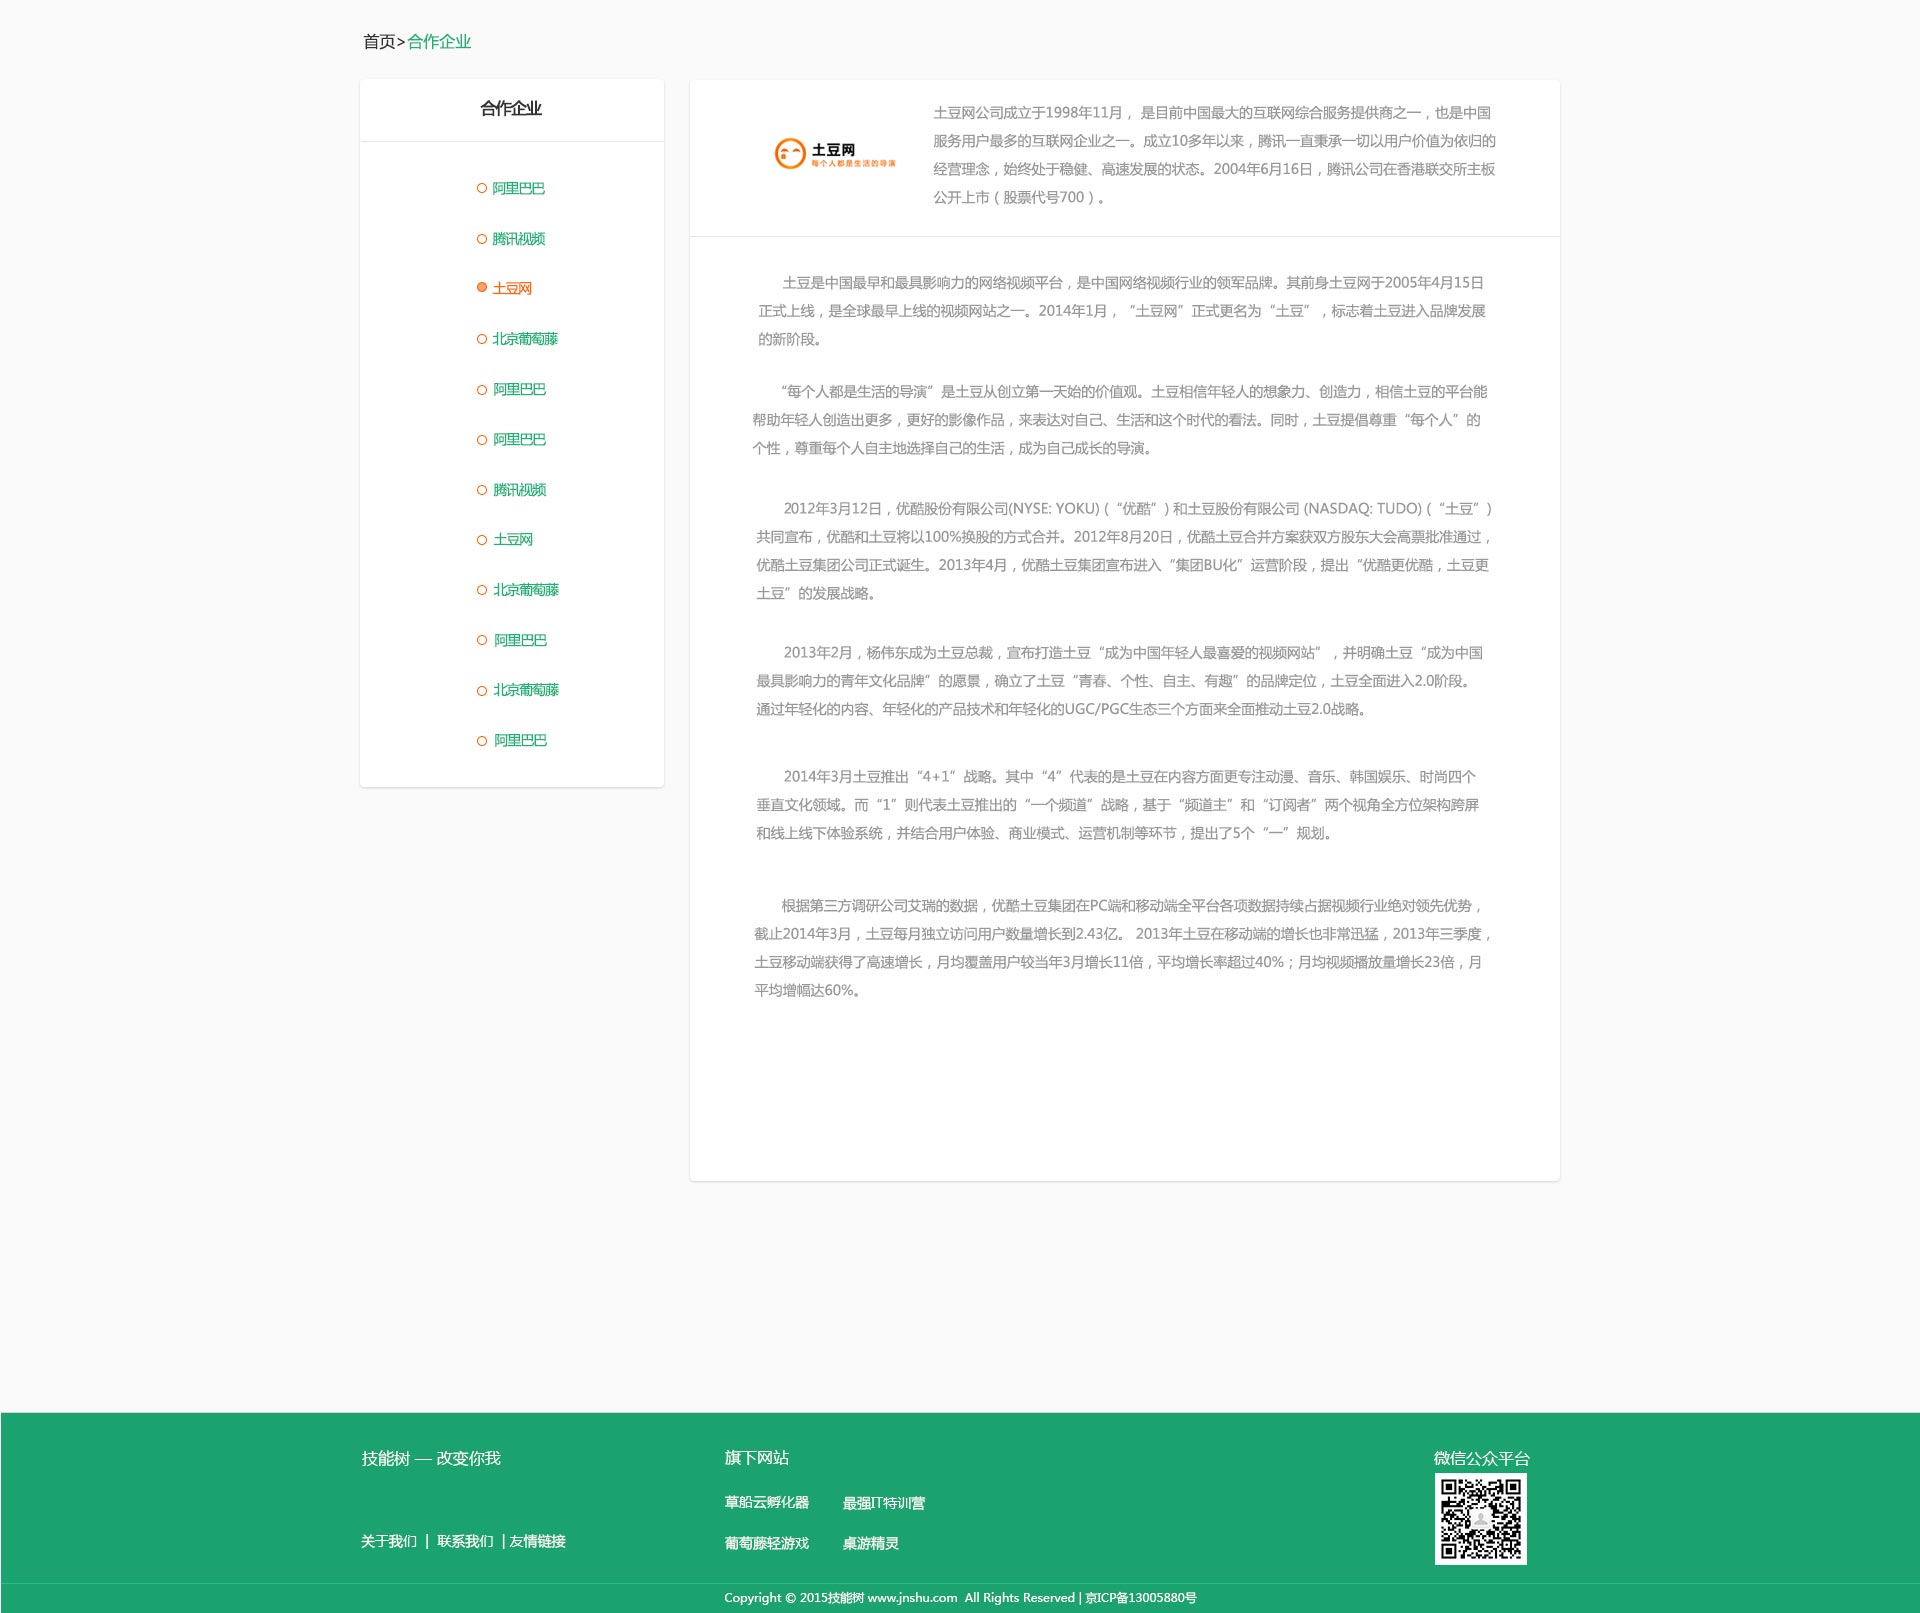 首页>合作企业
合作企业
阿里巴巴
腾讯视频
土豆网
北京葡萄藤
阿里巴巴
阿里巴巴
腾讯视频
土豆网
北京葡萄藤
阿里巴巴
北京葡萄藤
阿里巴巴
土豆网
每个人都是生活的导演
土豆网公司成立于1998年11月， 是目前中国最大的互联网综合服务提供商之一，也是中国
服务用户最多的互联网企业之一。成立10多年以来，腾讯一直秉承一切以用户价值为依归的
经营理念，始终处于稳健、高速发展的状态。2004年6月16日，腾讯公司在香港联交所主板
公开上市（股票代号700）。
土豆是中国最早和最具影响力的网络视频平台，是中国网络视频行业的领军品牌。其前身土豆网于2005年4月15日
正式上线，是全球最早上线的视频网站之一。2014年1月，“土豆网”正式更名为“土豆”，标志着土豆进入品牌发展
的新阶段。
“每个人都是生活的导演”是土豆从创立第一天始的价值观。土豆相信年轻人的想象力、创造力，相信土豆的平台能
帮助年轻人创造出更多，更好的影像作品，来表达对自己、生活和这个时代的看法。同时，土豆提倡尊重“每个人”的
个性，尊重每个人自主地选择自己的生活，成为自己成长的导演。
2012年3月12日，优酷股份有限公司(NYSE: YOKU)（“优酷”）和土豆股份有限公司 (NASDAQ: TUDO)（“土豆”）
共同宣布，优酷和土豆将以100%换股的方式合并。2012年8月20日，优酷土豆合并方案获双方股东大会高票批准通过，
优酷土豆集团公司正式诞生。2013年4月，优酷土豆集团宣布进入“集团BU化”运营阶段，提出“优酷更优酷，土豆更
土豆”的发展战略。
2013年2月，杨伟东成为土豆总裁，宣布打造土豆“成为中国年轻人最喜爱的视频网站”，并明确土豆“成为中国
最具影响力的青年文化品牌”的愿景，确立了土豆“青春、个性、自主、有趣”的品牌定位，土豆全面进入2.0阶段。
通过年轻化的内容、年轻化的产品技术和年轻化的UGC/PGC生态三个方面来全面推动土豆2.0战略。
2014年3月土豆推出“4+1”战略。其中“4”代表的是土豆在内容方面更专注动漫、音乐、韩国娱乐、时尚四个
垂直文化领域。而“1”则代表土豆推出的“一个频道”战略，基于“频道主”和“订阅者”两个视角全方位架构跨屏
和线上线下体验系统，并结合用户体验、商业模式、运营机制等环节，提出了5个“一”规划。
根据第三方调研公司艾瑞的数据，优酷土豆集团在PC端和移动端全平台各项数据持续占据视频行业绝对领先优势，
截止2014年3月，土豆每月独立访问用户数量增长到2.43亿。 2013年土豆在移动端的增长也非常迅猛，2013年三季度，
土豆移动端获得了高速增长，月均覆盖用户较当年3月增长11倍，平均增长率超过40%；月均视频播放量增长23倍，月
平均增幅达60%。
技能树 — 改变你我
旗下网站
微信公众平台
草船云孵化器 最强IT特训营
关于我们 | 联系我们 | 友情链接
葡萄藤轻游戏 桌游精灵
Copyright © 2015技能树 www.jnshu.com  All Rights Reserved | 京ICP备13005880号